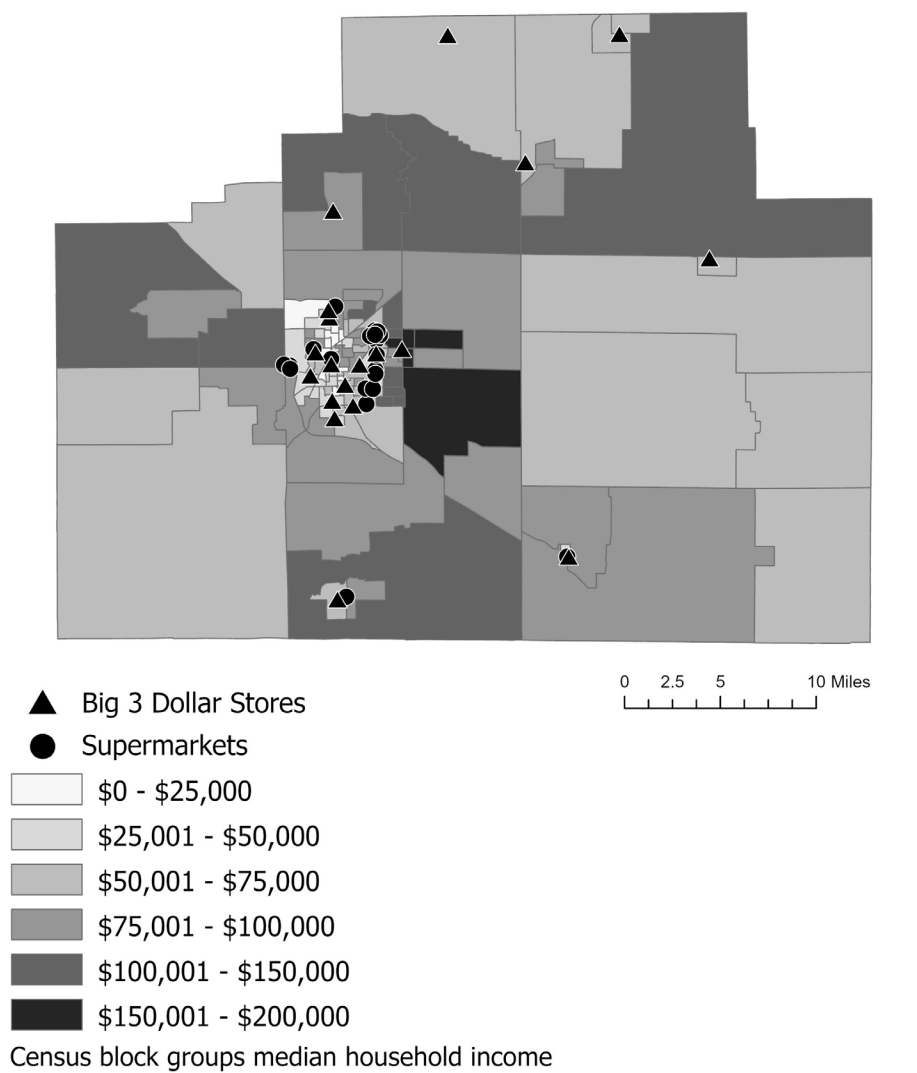 0 2.5 5 10 Miles
Big 3 Dollar Stores
Supermarkets
$0 - $25,000
$25,001 - $50,000
$50,001 - $75,000
$75,001 - $100,000
$100,001 - $150,000
$150,001 - $200,000
Census block groups median household income